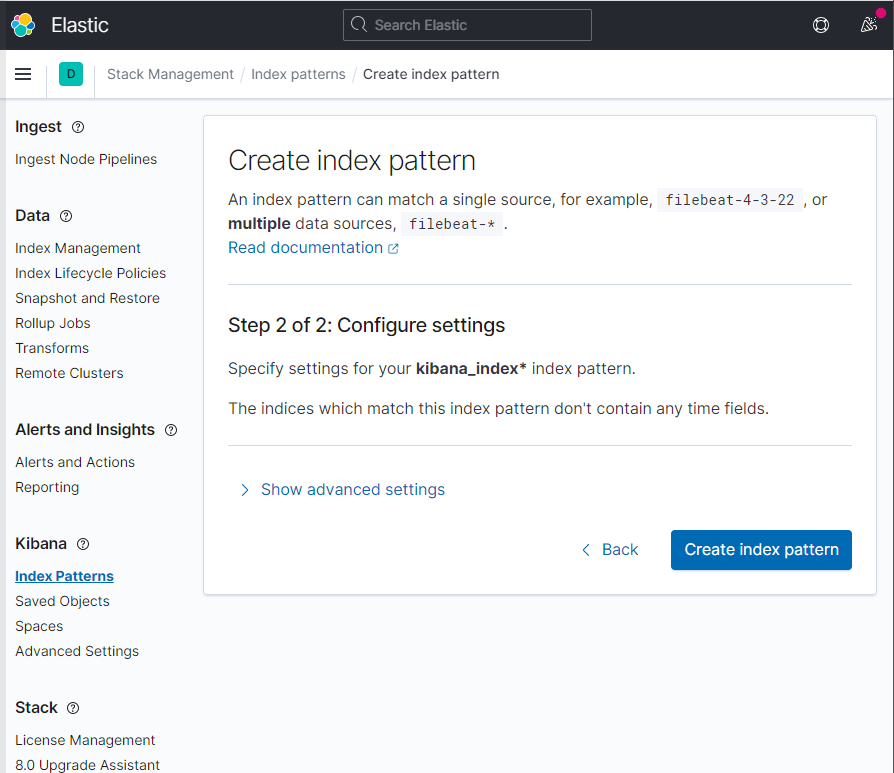 Elastic
Search Elastic
D
Stack Management / Index patterns / Create index pattern
Ingest
Ingest Node Pipelines
Data
Index Management
Index Lifecycle Policies
Snapshot and Restore
Rollup Jobs
Transforms
Remote Clusters
Alerts and Insights
Alerts and Actions
Reporting
Kibana
Index Patterns
Saved Objects
Spaces
Advanced Settings
Stack
License Management
8.0 Upgrade Assistant
Create index pattern
An index pattern can match a single source, for example, filebeat-4-3-22 , or
multiple data sources, filebeat-* .
Read documentation
Step 2 of 2: Configure settings
Specify settings for your kibana_index* index pattern.
The indices which match this index pattern don't contain any time fields.
Show advanced settings
Back
Create index pattern